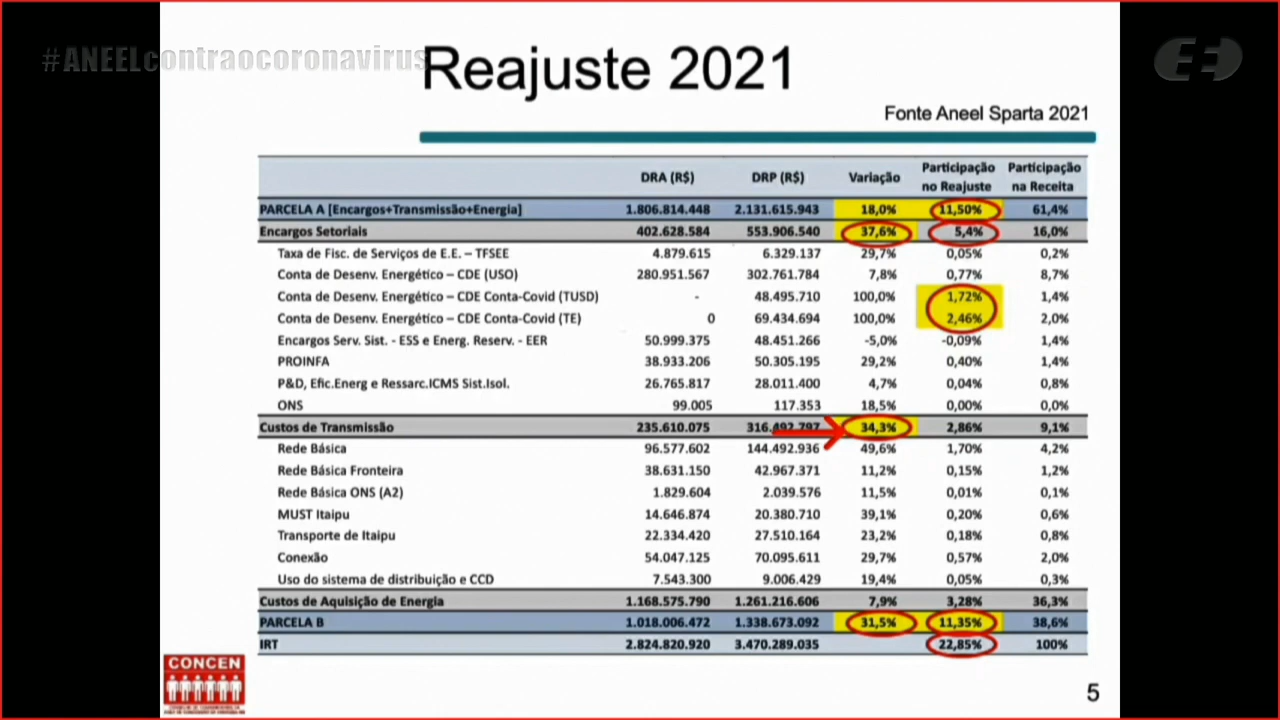 #ANEELcontraocoronavirus
Reajuste 2021
Fonte Aneel Sparta 2021
DRA (R$) DRP (R$) Variação Participação no Reajuste Participação na Receita
PARCELA A [Encargos+Transmissão+Energia] 1.806.814.448 2.131.615.943 18,0% 11,50% 61,4%
Encargos Setoriais 402.628.584 553.906.540 37,6% 5,4% 16,0%
Taxa de Fisc. de Serviços de E.E. – TFSEE 4.879.615 6.329.137 29,7% 0,05% 0,2%
Conta de Desenv. Energético – CDE (USO) 280.951.567 302.761.784 7,8% 0,77% 8,7%
Conta de Desenv. Energético – CDE Conta-Covid (TUSD) - 48.495.710 100,0% 1,72% 1,4%
Conta de Desenv. Energético – CDE Conta-Covid (TE) 0 69.434.694 100,0% 2,46% 2,0%
Encargos Serv. Sist. - ESS e Energ. Reserv. - EER 50.999.375 48.451.266 -5,0% -0,09% 1,4%
PROINFA 38.933.206 50.305.195 29,2% 0,40% 1,4%
P&D, Efic.Energ e Ressarc.ICMS Sist.Isol. 26.765.817 28.011.400 4,7% 0,04% 0,8%
ONS 99.005 117.353 18,5% 0,00% 0,0%
Custos de Transmissão 235.610.075 316.492.797 34,3% 2,86% 9,1%
Rede Básica 96.577.602 144.492.936 49,6% 1,70% 4,2%
Rede Básica Fronteira 38.631.150 42.967.371 11,2% 0,15% 1,2%
Rede Básica ONS (A2) 1.829.604 2.039.576 11,5% 0,01% 0,1%
MUST Itaipu 14.646.874 20.380.710 39,1% 0,20% 0,6%
Transporte de Itaipu 22.334.420 27.510.164 23,2% 0,18% 0,8%
Conexão 54.047.125 70.095.611 29,7% 0,57% 2,0%
Uso do sistema de distribuição e CCD 7.543.300 9.006.429 19,4% 0,05% 0,3%
Custos de Aquisição de Energia 1.168.575.790 1.261.216.606 7,9% 3,28% 36,3%
PARCELA B 1.018.006.472 1.338.673.092 31,5% 11,35% 38,6%
IRT 2.824.820.920 3.470.289.035 22,85% 100%
CONCEN
5